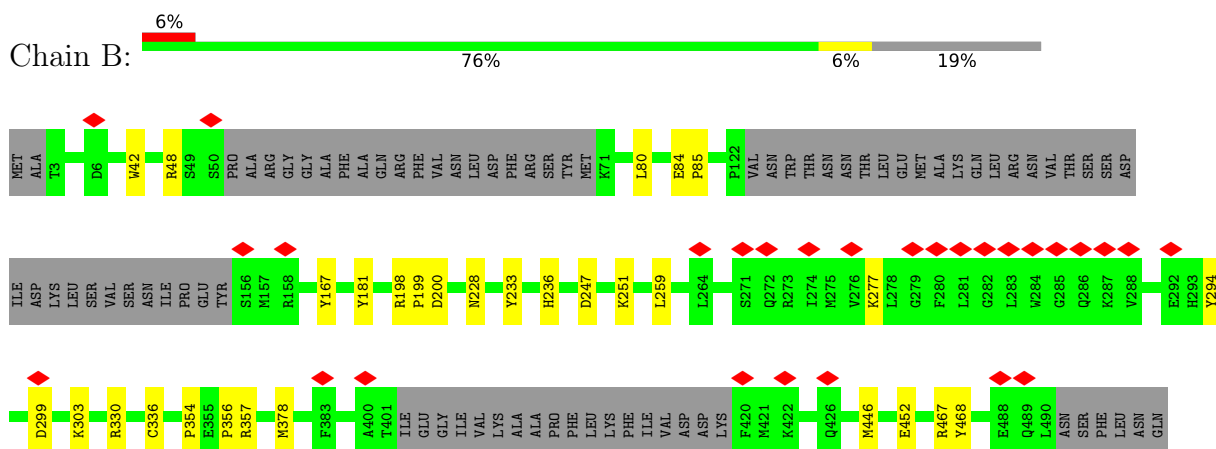 6%
Chain B:
76% 6% 19%
MET ALA T3 D6 W42 R48 S49 S50 PRO ALA ARG GLY GLY ALA PHE ALA GLN ARG PHE VAL ASN LEU ASP PHE ARG SER TYR MET K71 L80 E84 P85 P122 VAL ASN TRP THR ASN ASN THR LEU GLU MET ALA LYS GLN LEU ARG ASN VAL THR SER SER ASP
ILE ASP LYS LEU SER VAL SER ASN ILE PRO GLU TYR S156 M157 R158 Y167 Y181 R198 P199 D200 N228 Y233 H236 D247 K251 L259 L264 S271 Q272 R273 I274 M275 V276 K277 L278 G279 F280 L281 G282 L283 W284 G285 Q286 K287 V288 E292 H293 Y294
D299 K303 R330 C336 P354 E355 P356 R357 M378 F383 A400 T401 ILE GLU GLY ILE VAL LYS ALA ALA PRO PHE LEU LYS PHE ILE VAL ASP ASP LYS F420 M421 K422 Q426 M446 E452 R467 Y468 E488 Q489 L490 ASN SER PHE LEU ASN GLN